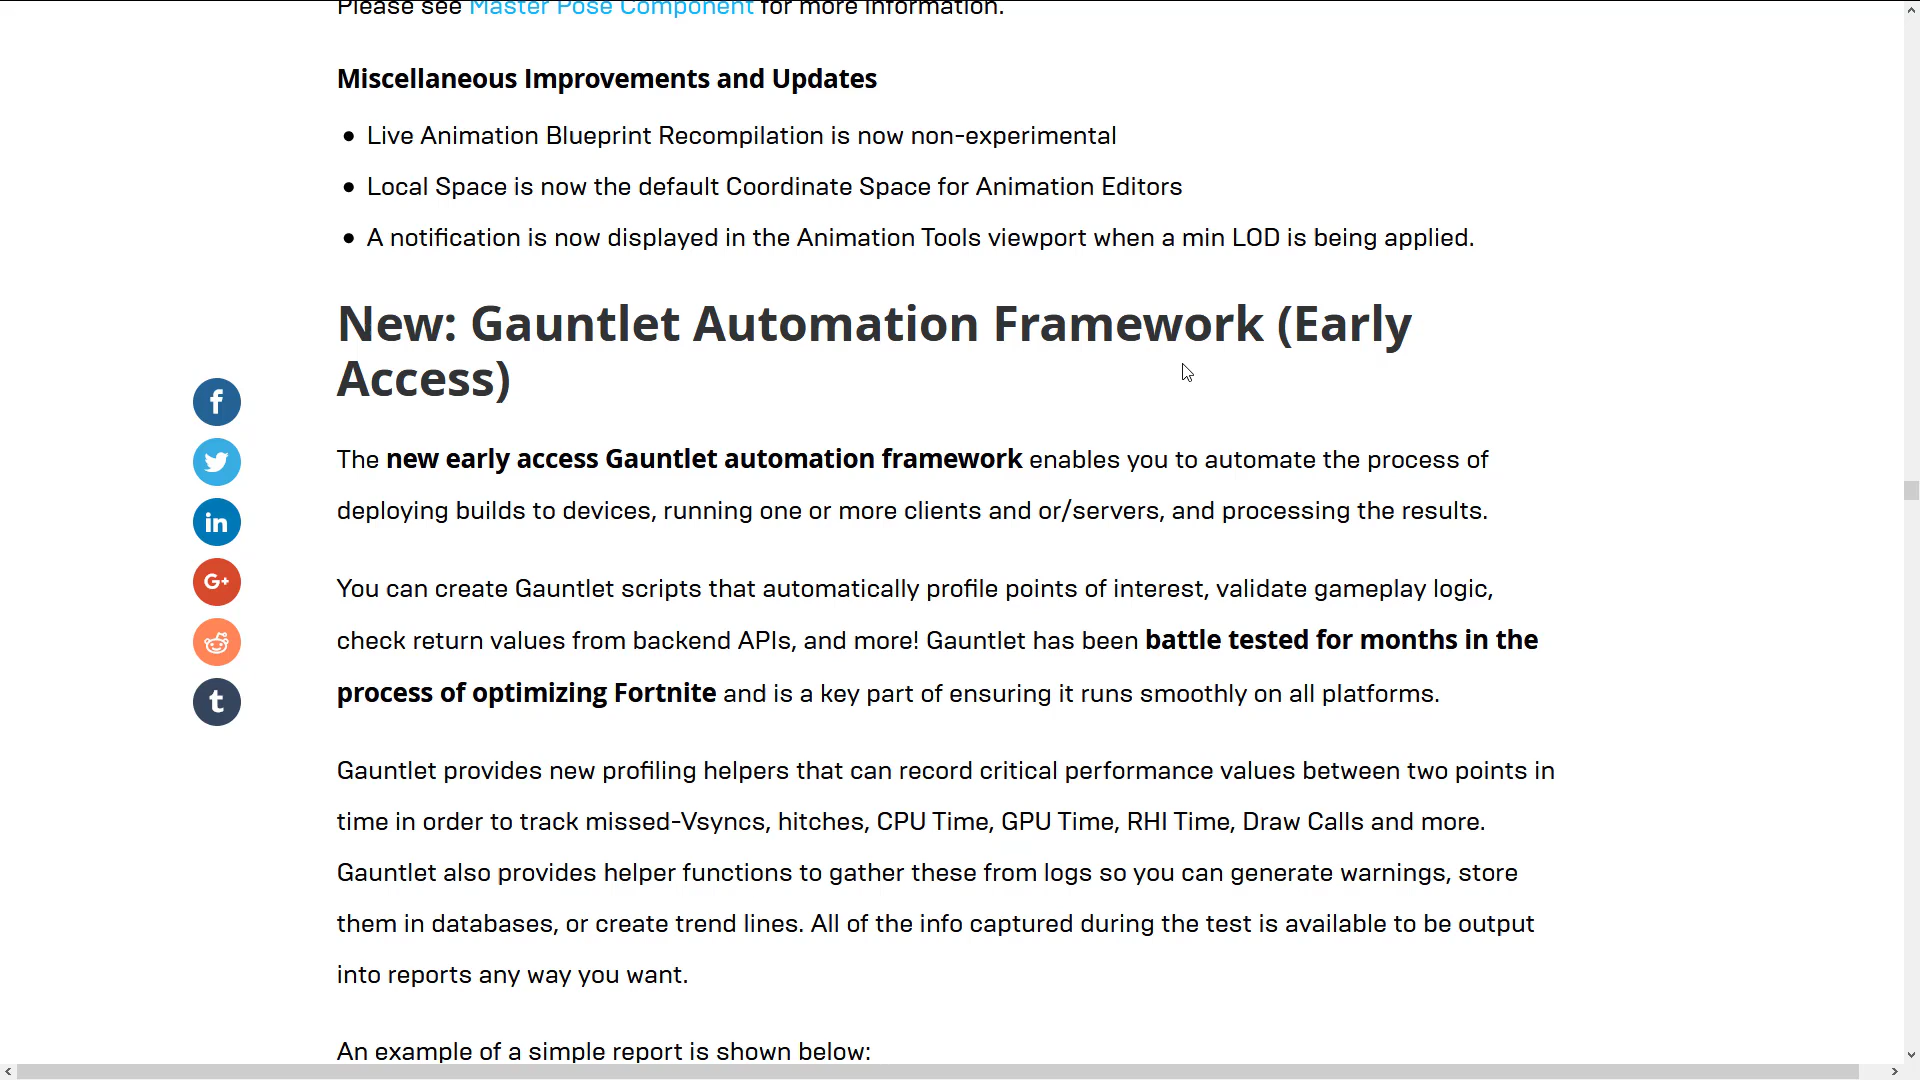 Please see Master Pose Component for more information.
Miscellaneous Improvements and Updates
Live Animation Blueprint Recompilation is now non-experimental
Local Space is now the default Coordinate Space for Animation Editors
A notification is now displayed in the Animation Tools viewport when a min LOD is being applied.
New: Gauntlet Automation Framework (Early
Access)
The new early access Gauntlet automation framework enables you to automate the process of
deploying builds to devices, running one or more clients and or/servers, and processing the results.
You can create Gauntlet scripts that automatically profile points of interest, validate gameplay logic,
check return values from backend APIs, and more! Gauntlet has been battle tested for months in the
process of optimizing Fortnite and is a key part of ensuring it runs smoothly on all platforms.
Gauntlet provides new profiling helpers that can record critical performance values between two points in
time in order to track missed-Vsyncs, hitches, CPU Time, GPU Time, RHI Time, Draw Calls and more.
Gauntlet also provides helper functions to gather these from logs so you can generate warnings, store
them in databases, or create trend lines. All of the info captured during the test is available to be output
into reports any way you want.
An example of a simple report is shown below:
f
in
G+
t